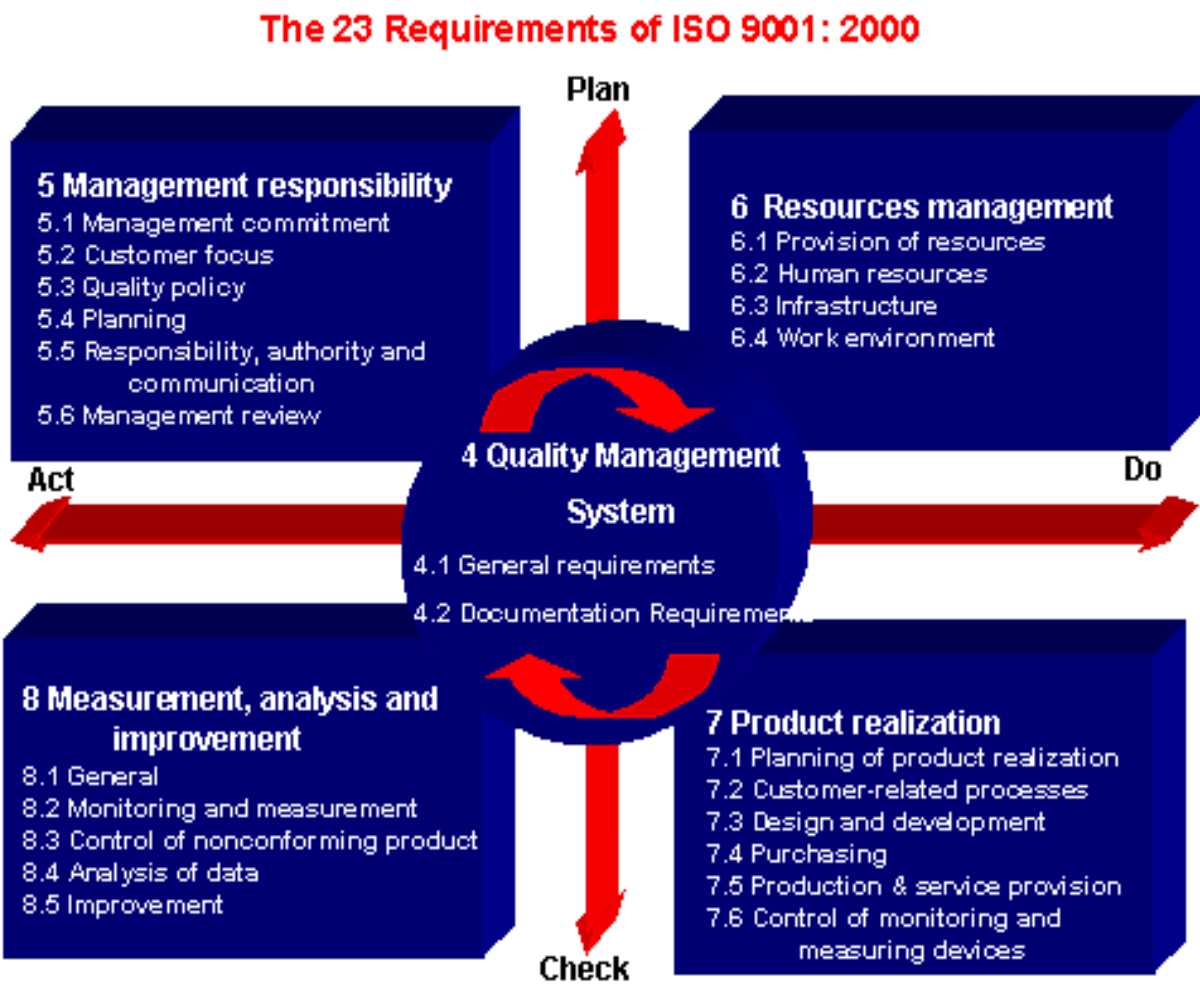 The 23 Requirements of ISO 9001: 2000
Plan
5 Management responsibility
5.1 Management commitment
5.2 Customer focus
5.3 Quality policy
5.4 Planning
5.5 Responsibility, authority and
communication
5.6 Management review
6 Resources management
6.1 Provision of resources
6.2 Human resources
6.3 Infrastructure
6.4 Work environment
Act
Do
4 Quality Management
System
4.1 General requirements
4.2 Documentation Requirements
8 Measurement, analysis and
improvement
8.1 General
8.2 Monitoring and measurement
8.3 Control of nonconforming product
8.4 Analysis of data
8.5 Improvement
7 Product realization
7.1 Planning of product realization
7.2 Customer-related processes
7.3 Design and development
7.4 Purchasing
7.5 Production & service provision
7.6 Control of monitoring and
measuring devices
Check